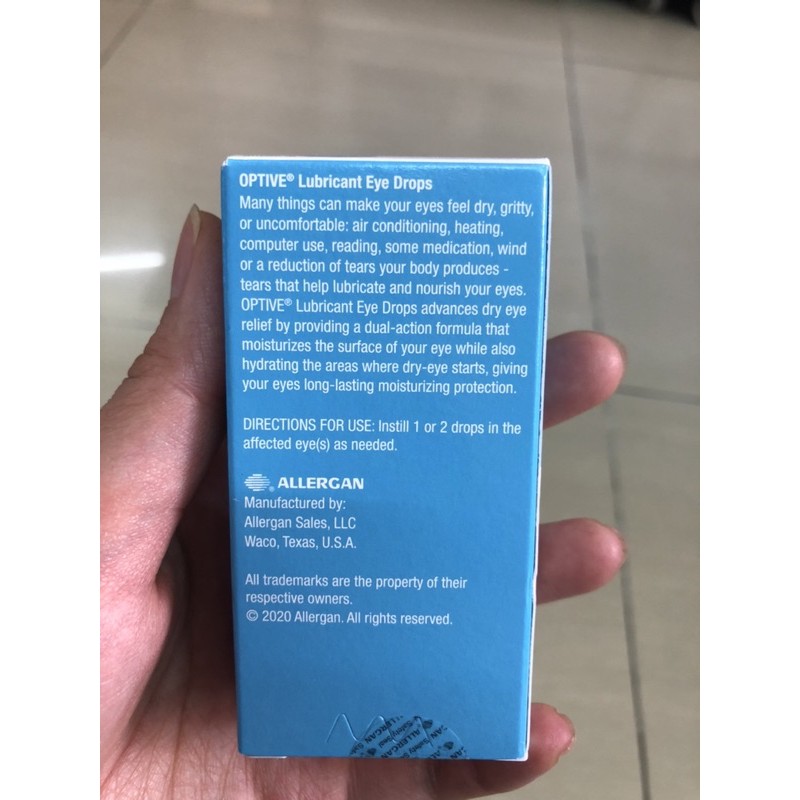 OPTIVE® Lubricant Eye Drops
Many things can make your eyes feel dry, gritty,
or uncomfortable: air conditioning, heating,
computer use, reading, some medication, wind
or a reduction of tears your body produces -
tears that help lubricate and nourish your eyes.
OPTIVE® Lubricant Eye Drops advances dry eye
relief by providing a dual-action formula that
moisturizes the surface of your eye while also
hydrating the areas where dry-eye starts, giving
your eyes long-lasting moisturizing protection.
DIRECTIONS FOR USE: Instill 1 or 2 drops in the
affected eye(s) as needed.
ALLERGAN
Manufactured by:
Allergan Sales, LLC
Waco, Texas, U.S.A.
All trademarks are the property of their
respective owners.
© 2020 Allergan. All rights reserved.
ALLERGAN
Safety Seal